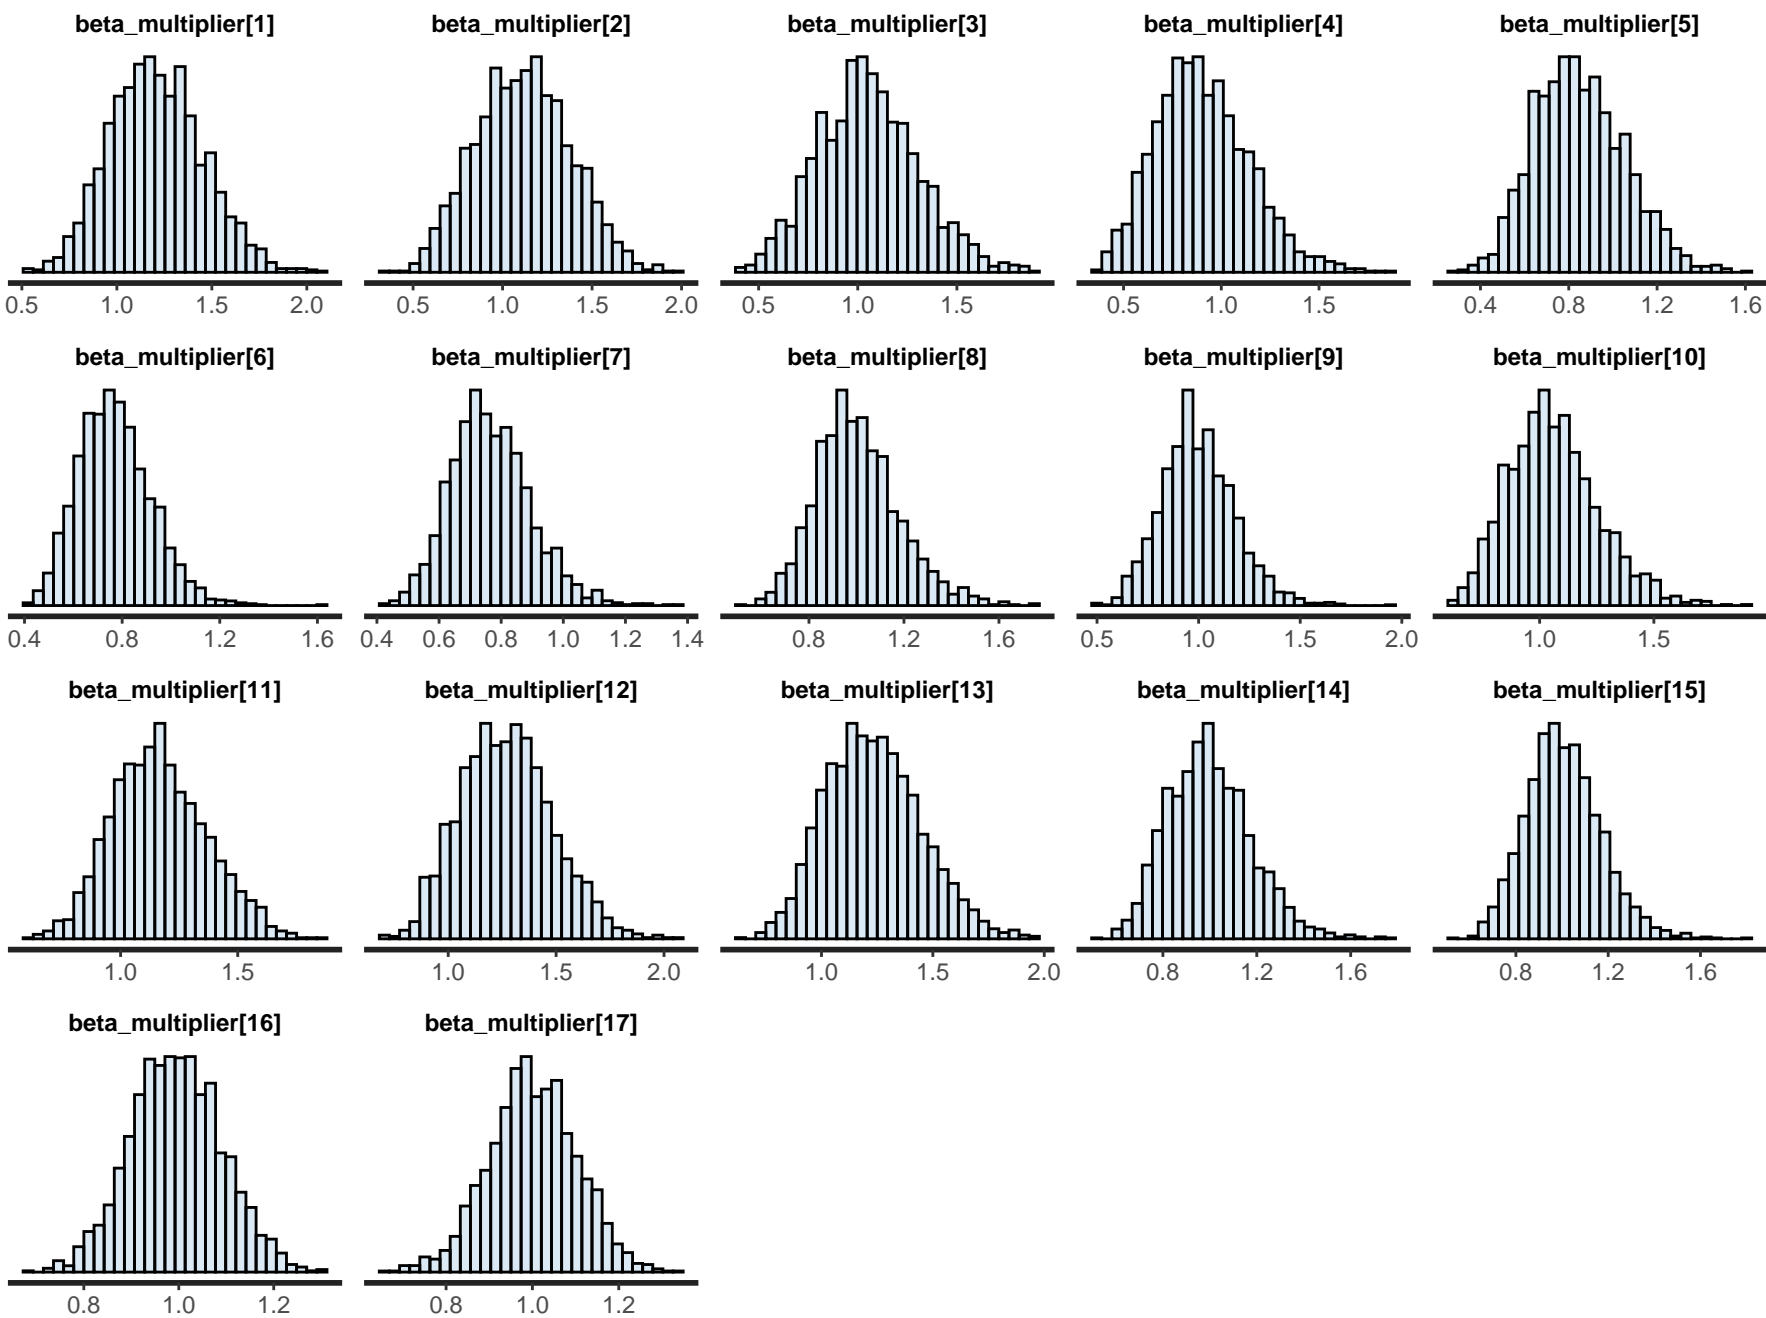 beta_multiplier[1] beta_multiplier[2] beta_multiplier[3] beta_multiplier[4] beta_multiplier[5]
0.5 1.0 1.5 2.0 0.5 1.0 1.5 2.0 0.5 1.0 1.5 0.5 1.0 1.5 0.4 0.8 1.2 1.6
beta_multiplier[6] beta_multiplier[7] beta_multiplier[8] beta_multiplier[9] beta_multiplier[10]
0.4 0.8 1.2 1.6 0.4 0.6 0.8 1.0 1.2 1.4 0.8 1.2 1.6 0.5 1.0 1.5 2.0 1.0 1.5
beta_multiplier[11] beta_multiplier[12] beta_multiplier[13] beta_multiplier[14] beta_multiplier[15]
1.0 1.5 1.0 1.5 2.0 1.0 1.5 2.0 0.8 1.2 1.6 0.8 1.2 1.6
beta_multiplier[16] beta_multiplier[17]
0.8 1.0 1.2 0.8 1.0 1.2